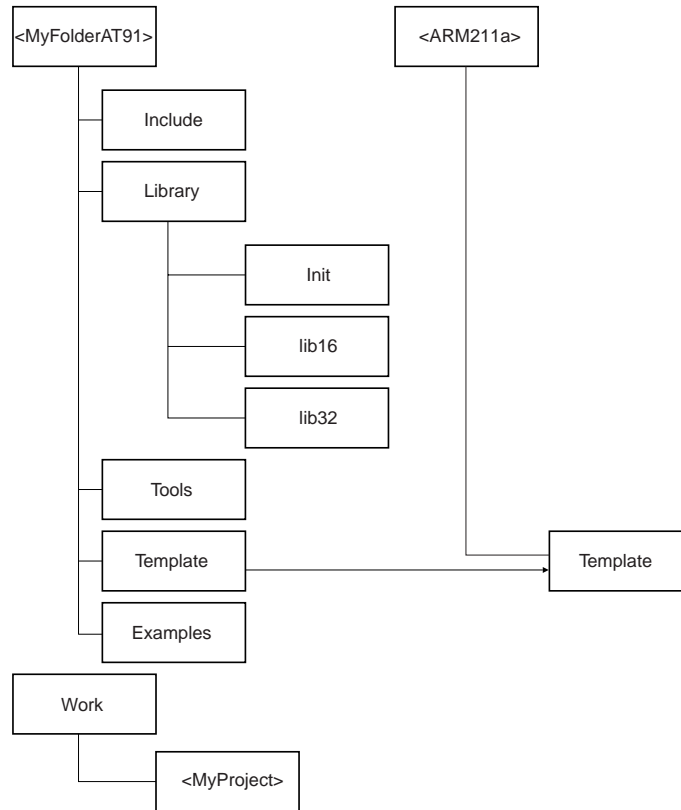 <MyFolderAT91>
<ARM211a>
Include
Library
Init
lib16
lib32
Tools
Template
Template
Examples
Work
<MyProject>